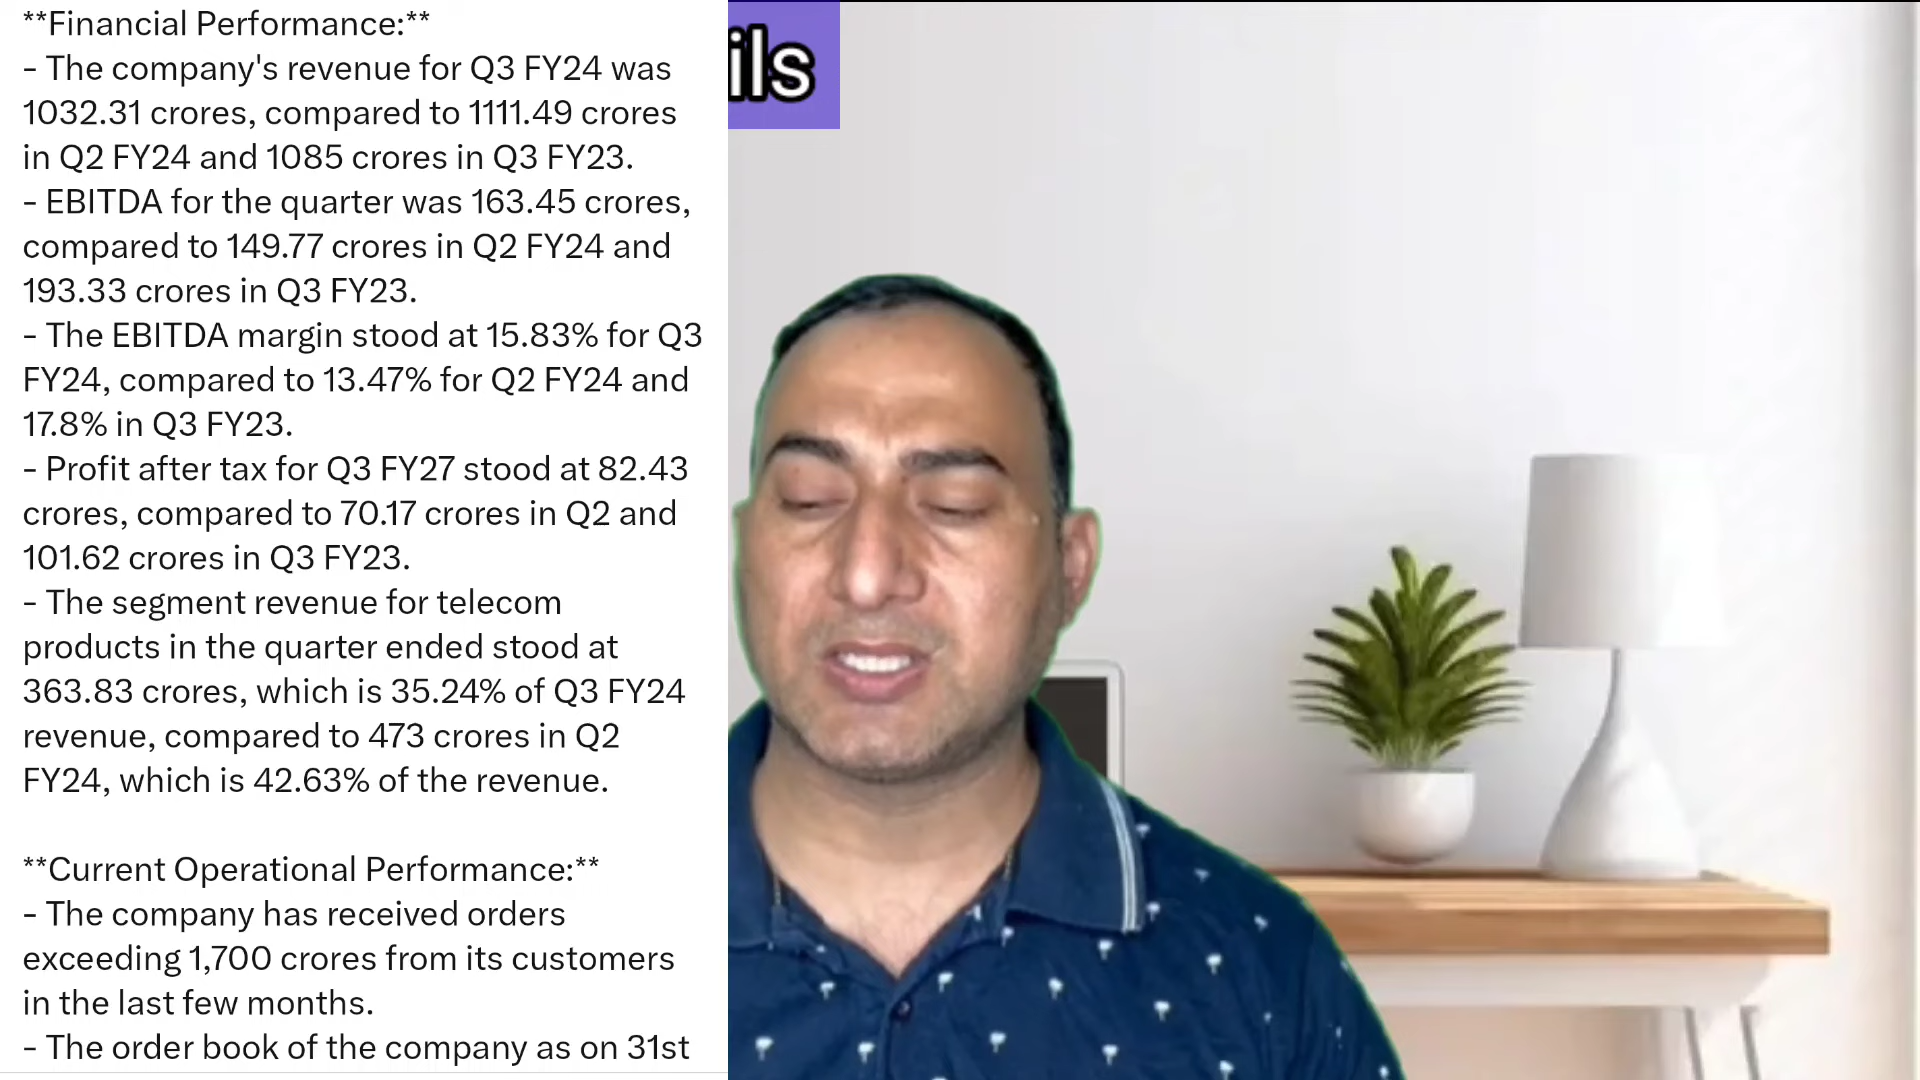 **Financial Performance:**
- The company's revenue for Q3 FY24 was
1032.31 crores, compared to 1111.49 crores
in Q2 FY24 and 1085 crores in Q3 FY23.
- EBITDA for the quarter was 163.45 crores,
compared to 149.77 crores in Q2 FY24 and
193.33 crores in Q3 FY23.
- The EBITDA margin stood at 15.83% for Q3
FY24, compared to 13.47% for Q2 FY24 and
17.8% in Q3 FY23.
- Profit after tax for Q3 FY27 stood at 82.43
crores, compared to 70.17 crores in Q2 and
101.62 crores in Q3 FY23.
- The segment revenue for telecom
products in the quarter ended stood at
363.83 crores, which is 35.24% of Q3 FY24
revenue, compared to 473 crores in Q2
FY24, which is 42.63% of the revenue.
**Current Operational Performance:**
- The company has received orders
exceeding 1,700 crores from its customers
in the last few months.
- The order book of the company as on 31st
ils